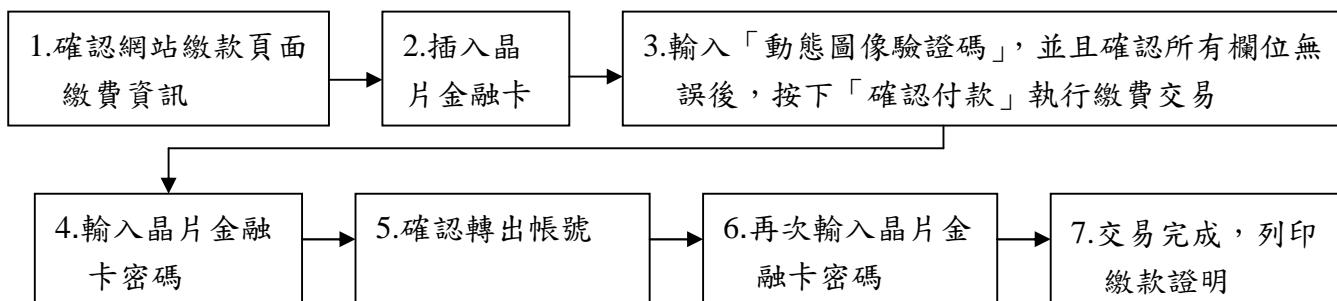 1.確認網站繳款頁面
繳費資訊
2.插入晶
片金融卡
3.輸入「動態圖像驗證碼」，並且確認所有欄位無
誤後，按下「確認付款」執行繳費交易
4.輸入晶片金融
卡密碼
5.確認轉出帳號
6.再次輸入晶片金
融卡密碼
7.交易完成，列印
繳款證明